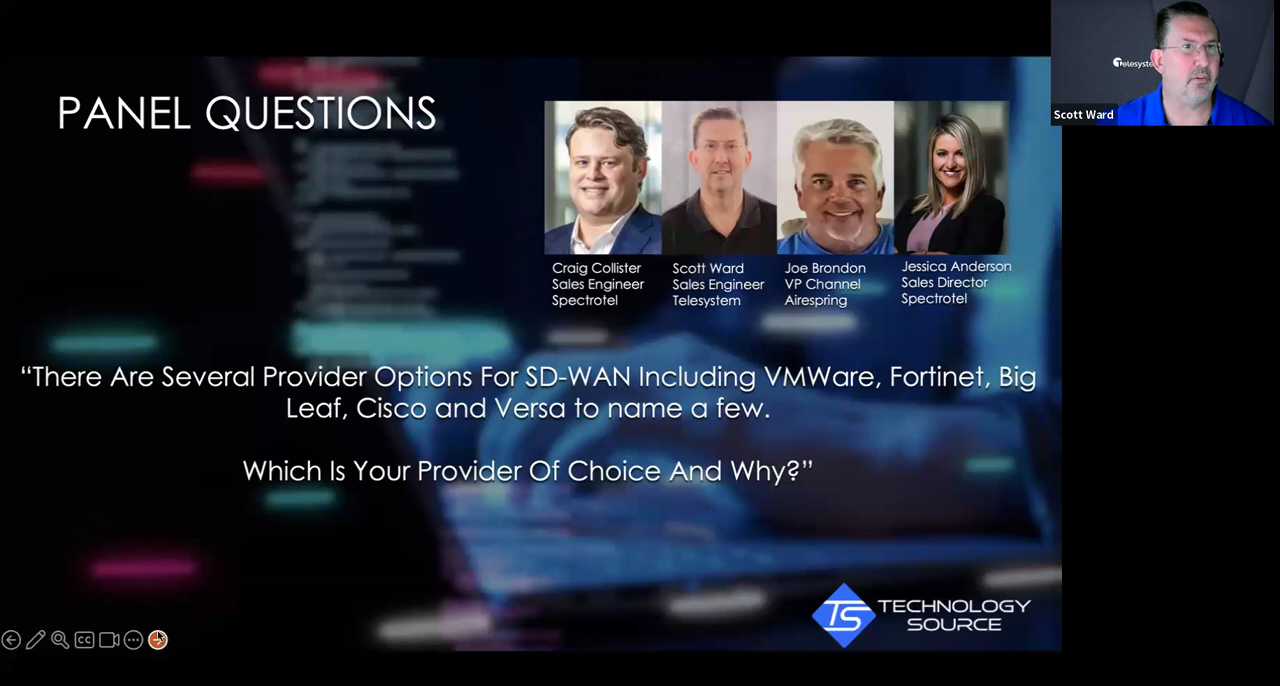 PANEL QUESTIONS
Craig Collister
Sales Engineer
Spectrotel
Scott Ward
Sales Engineer
Telesystem
Joe Brondon
VP Channel
Airespring
Jessica Anderson
Sales Director
Spectrotel
“There Are Several Provider Options For SD-WAN Including VMWare, Fortinet, Big
Leaf, Cisco and Versa to name a few.
Which Is Your Provider Of Choice And Why?”
TS TECHNOLOGY
SOURCE
CC
Scott Ward